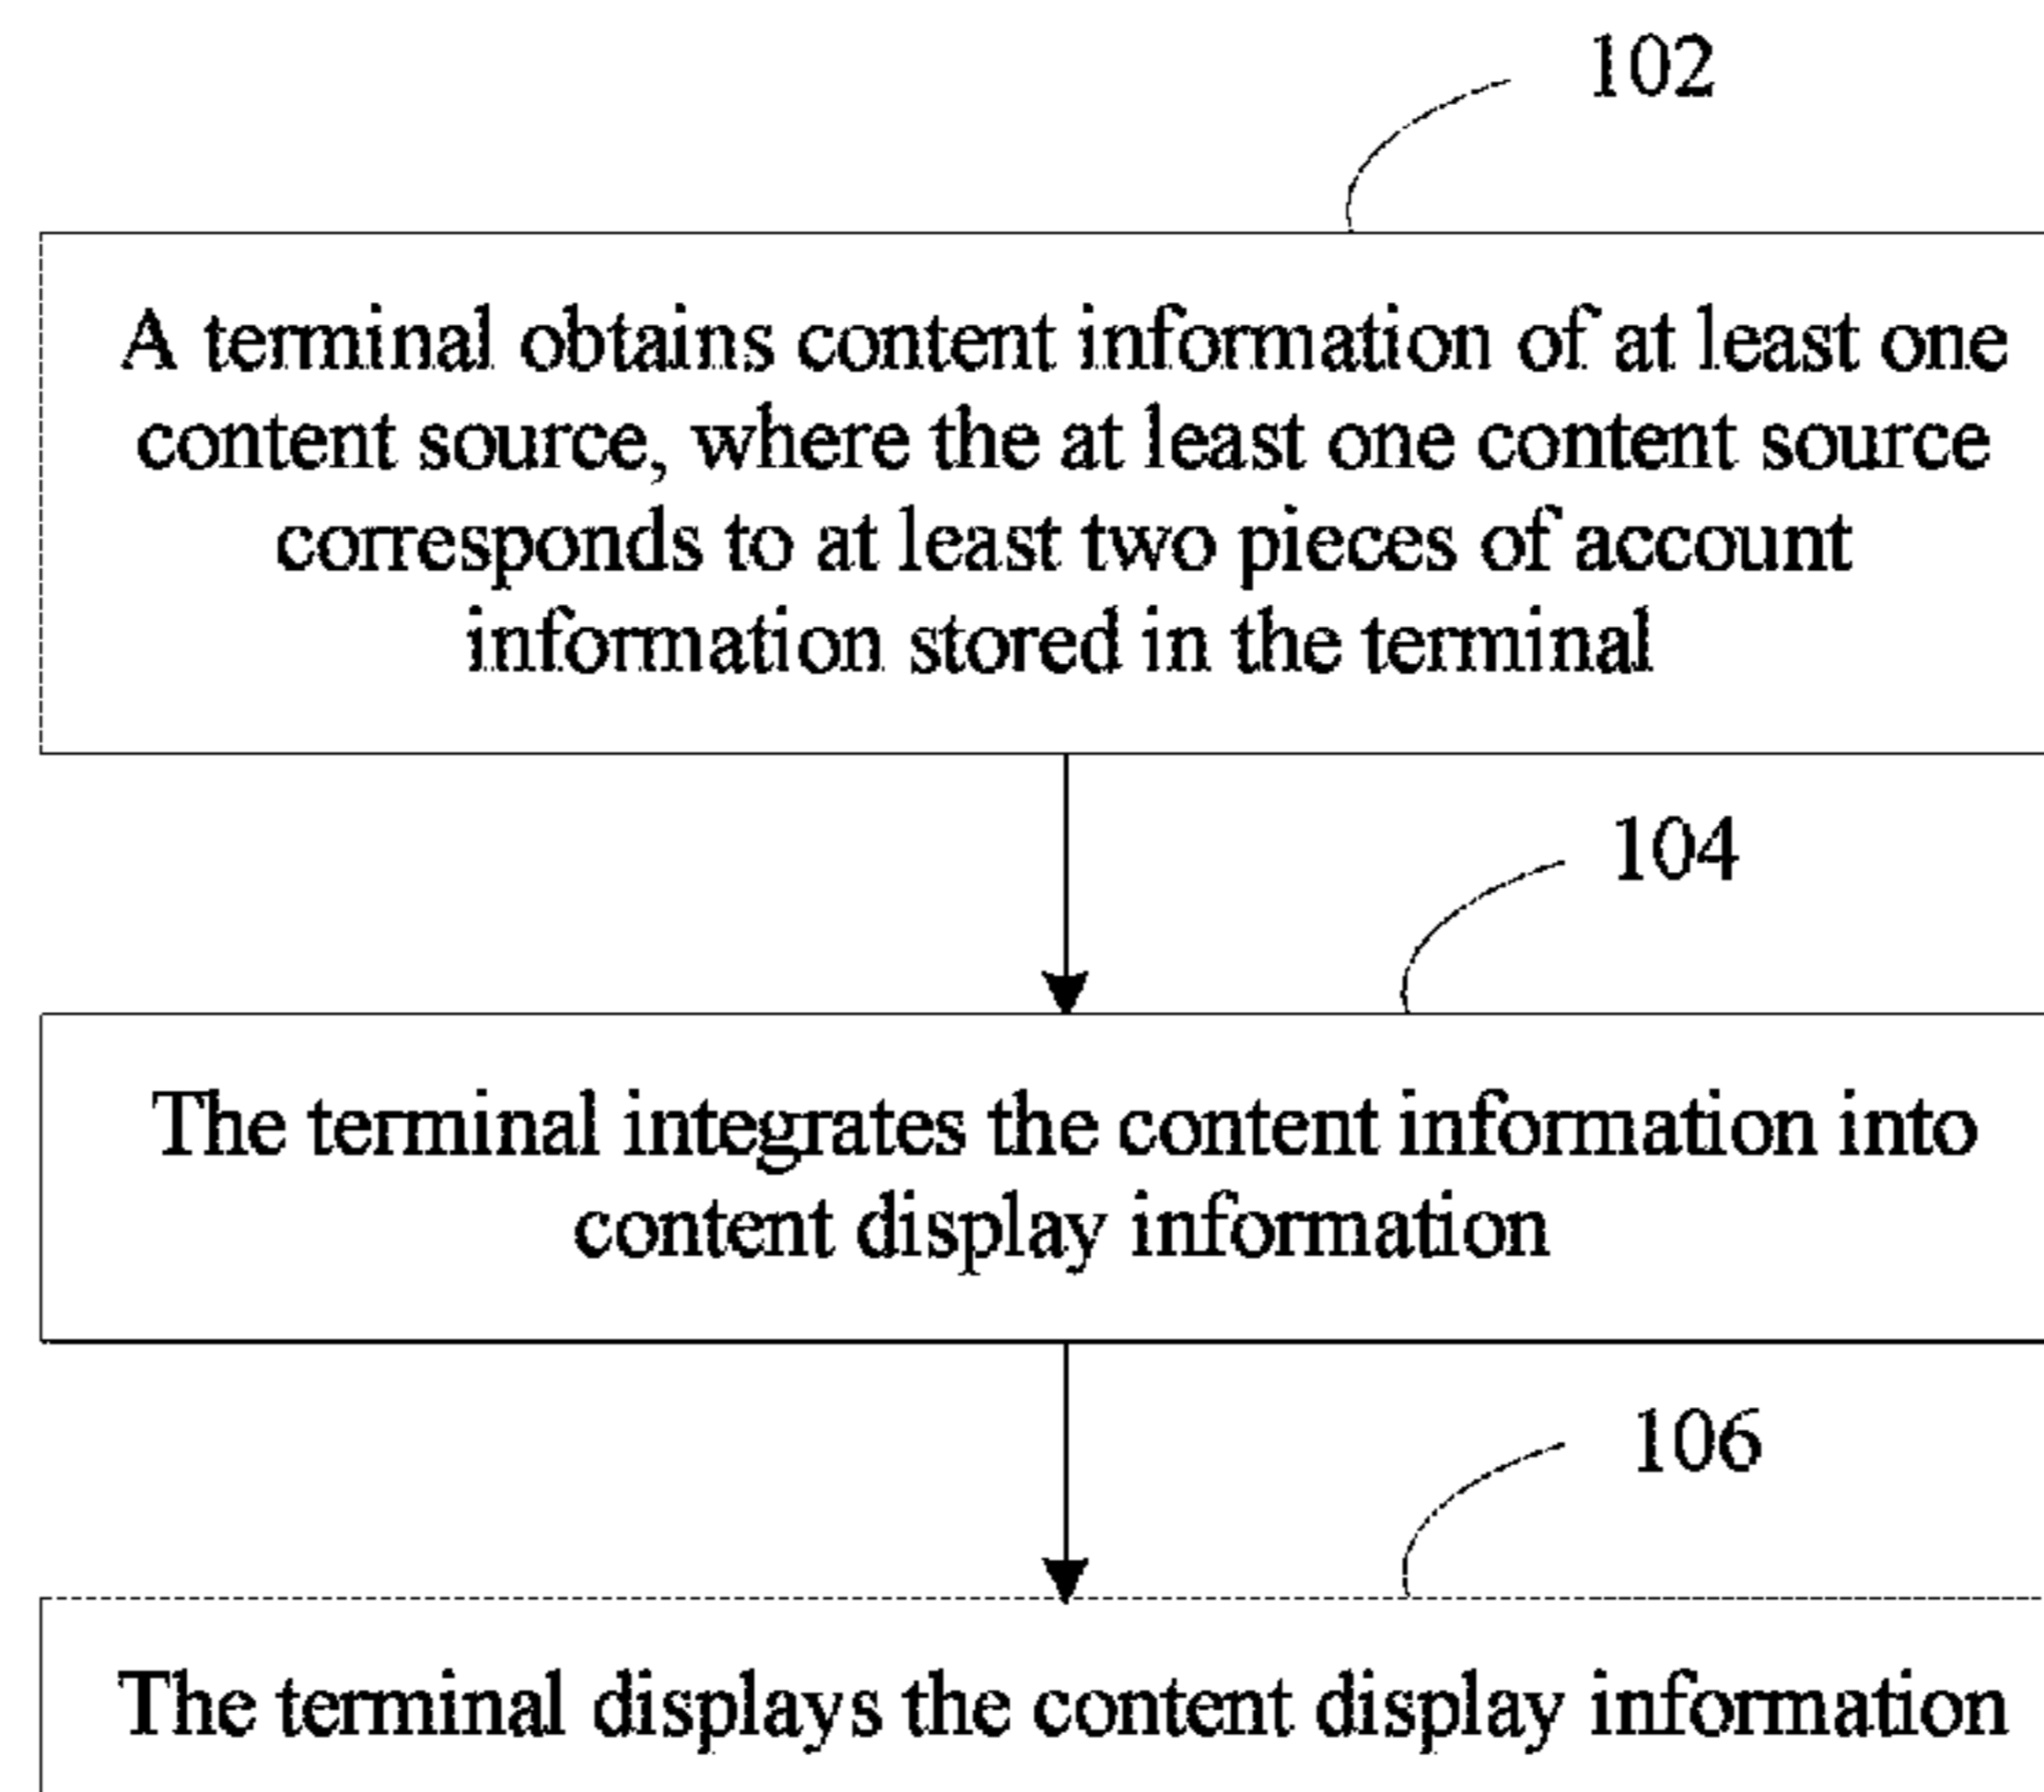 102
A terminal obtains content information of at least one
content source, where the at least one content source
corresponds to at least two pieces of account
information stored in the terminal
104
The terminal integrates the content information into
content display information
106
The terminal displays the content display information